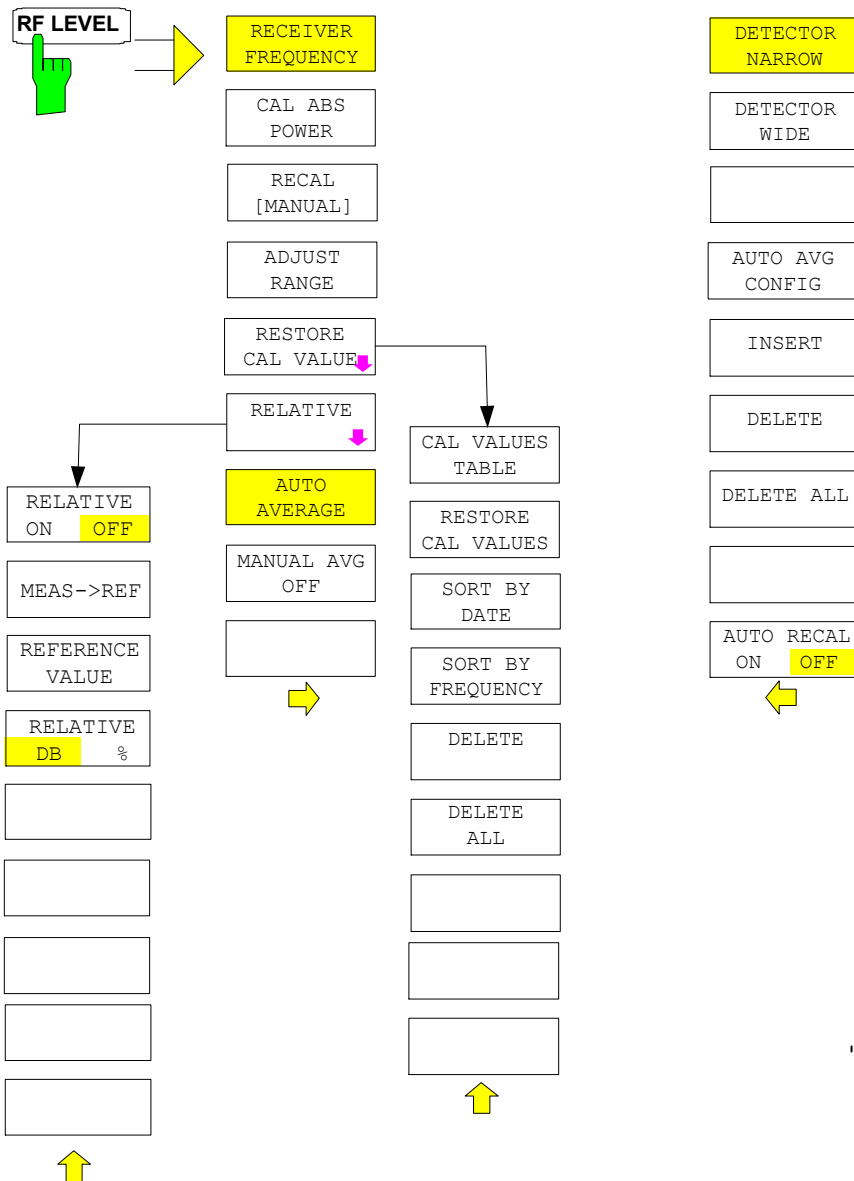 RF LEVEL
RECEIVER
FREQUENCY
CAL ABS
POWER
RECAL
[MANUAL]
ADJUST
RANGE
RESTORE
CAL VALUE
RELATIVE
AUTO
AVERAGE
MANUAL AVG
OFF
RELATIVE
ON OFF
MEAS->REF
REFERENCE
VALUE
RELATIVE
DB %
CAL VALUES
TABLE
RESTORE
CAL VALUES
SORT BY
DATE
SORT BY
FREQUENCY
DELETE
DELETE
ALL
DETECTOR
NARROW
DETECTOR
WIDE
AUTO AVG
CONFIG
INSERT
DELETE
DELETE ALL
AUTO RECAL
ON OFF